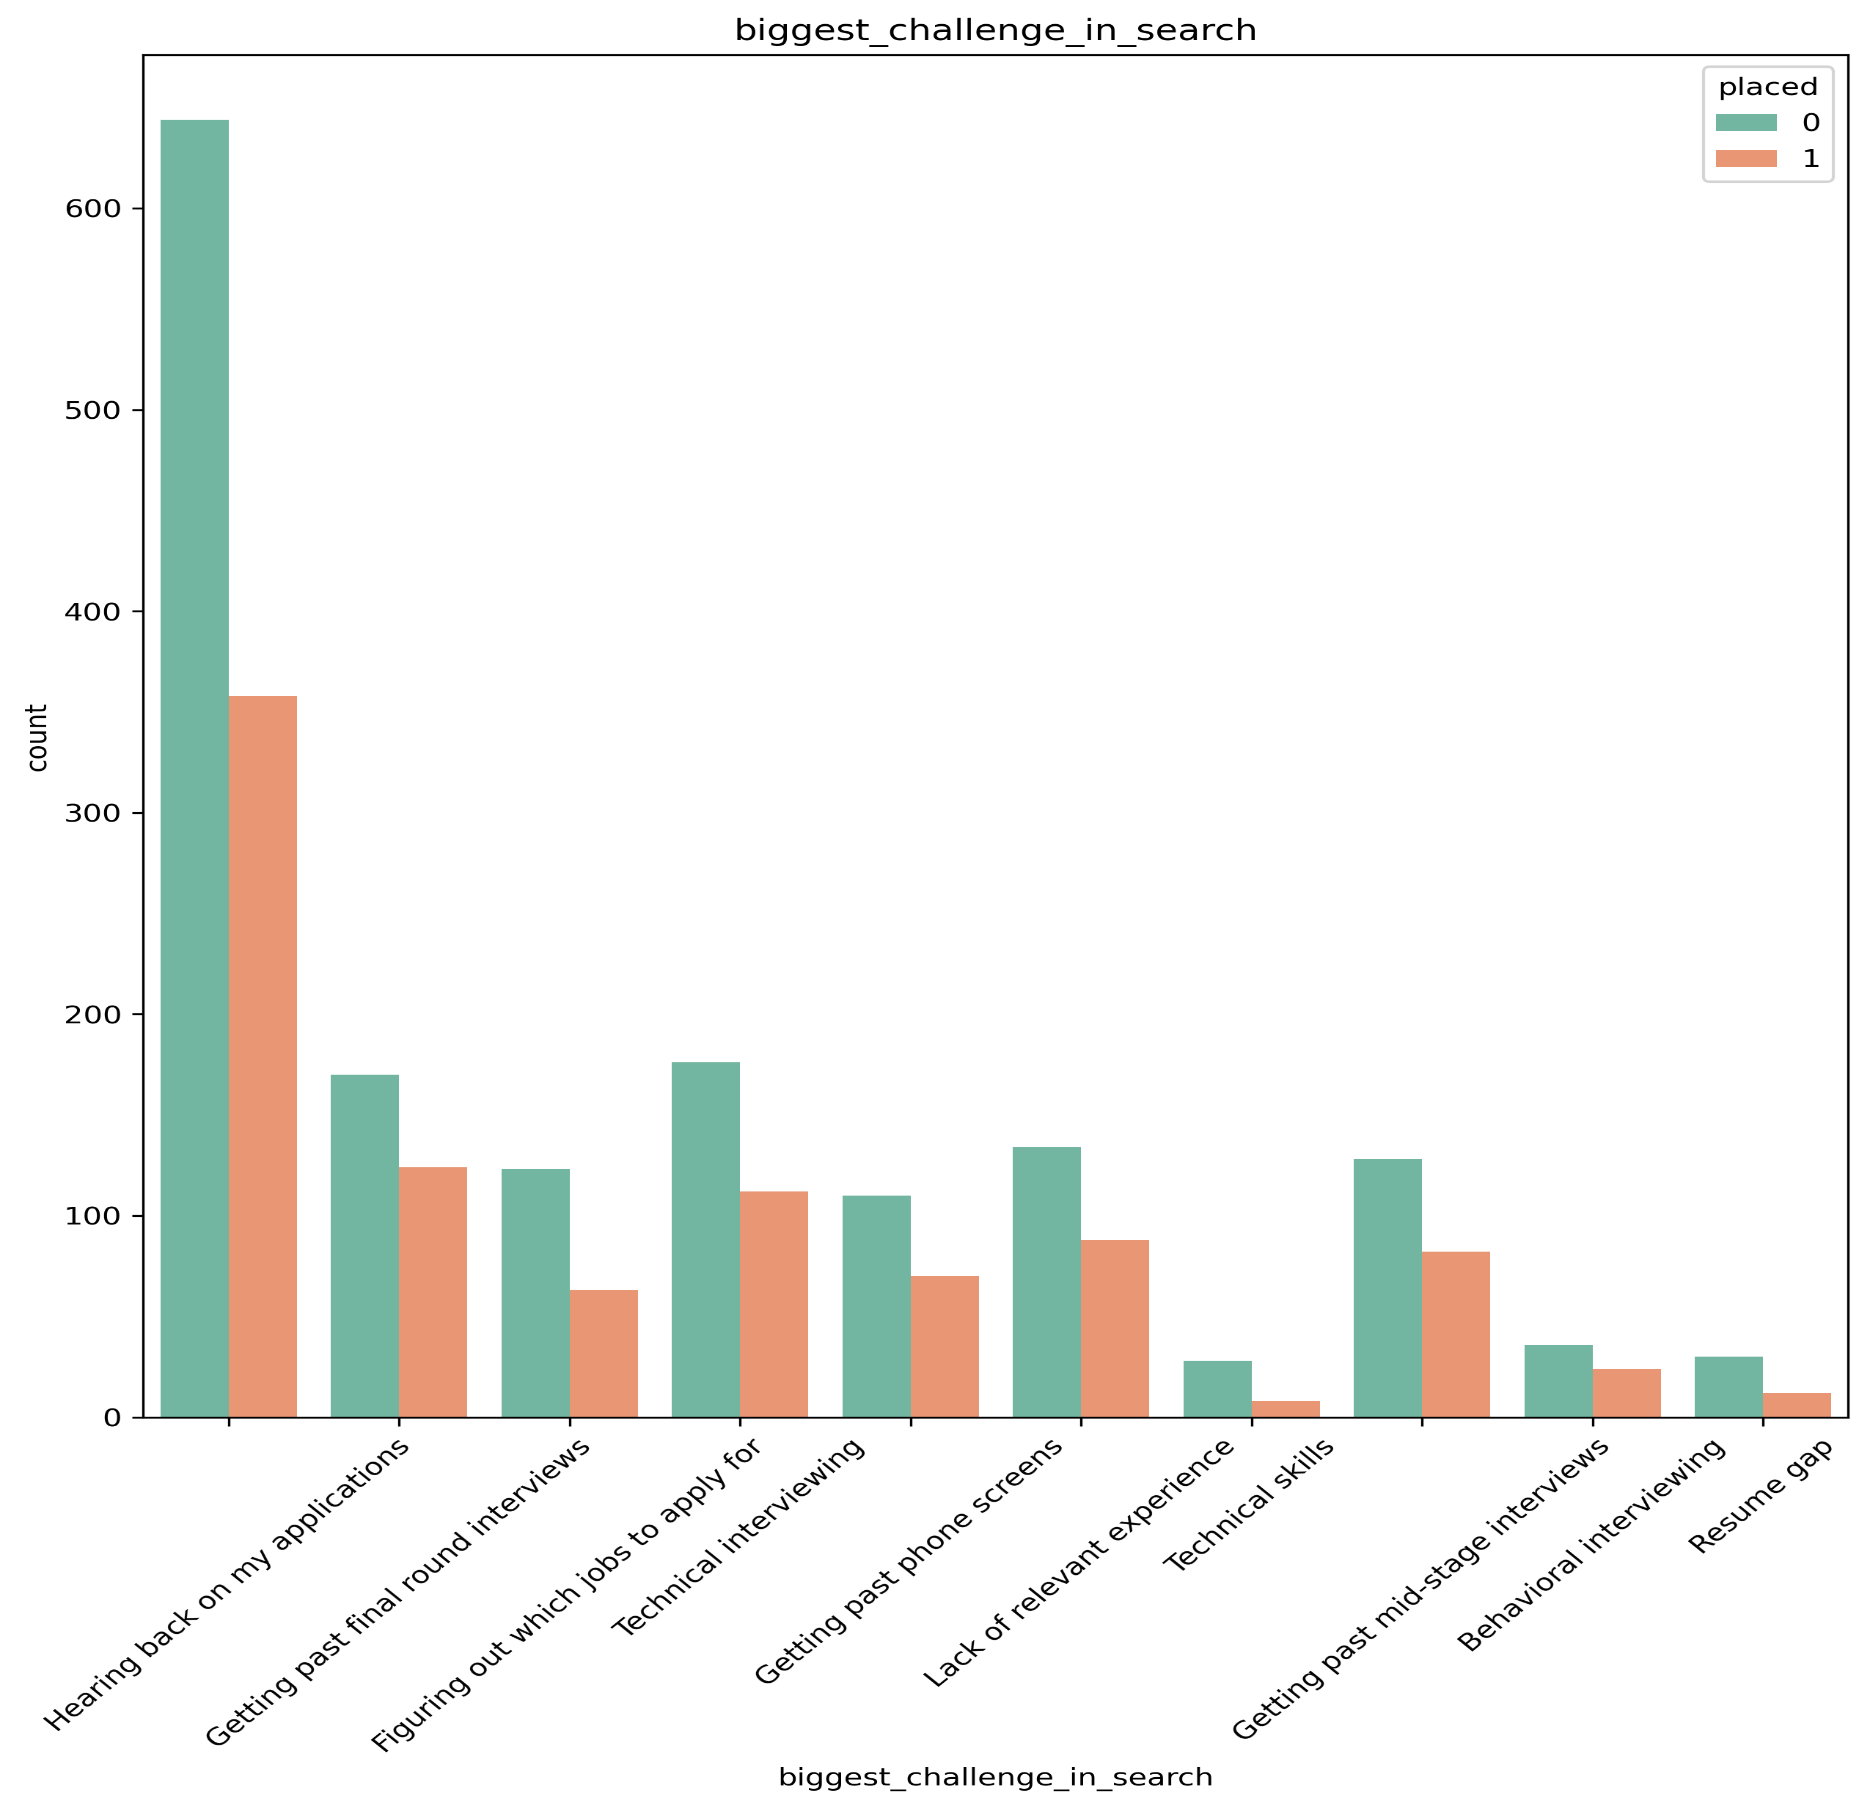 biggest_challenge_in_search
placed
0
1
600
500
400
300
200
100
0
count
Hearing back on my applications
Getting past final round interviews
Figuring out which jobs to apply for
Technical interviewing
Getting past phone screens
Lack of relevant experience
Technical skills
Getting past mid-stage interviews
Behavioral interviewing
Resume gap
biggest_challenge_in_search